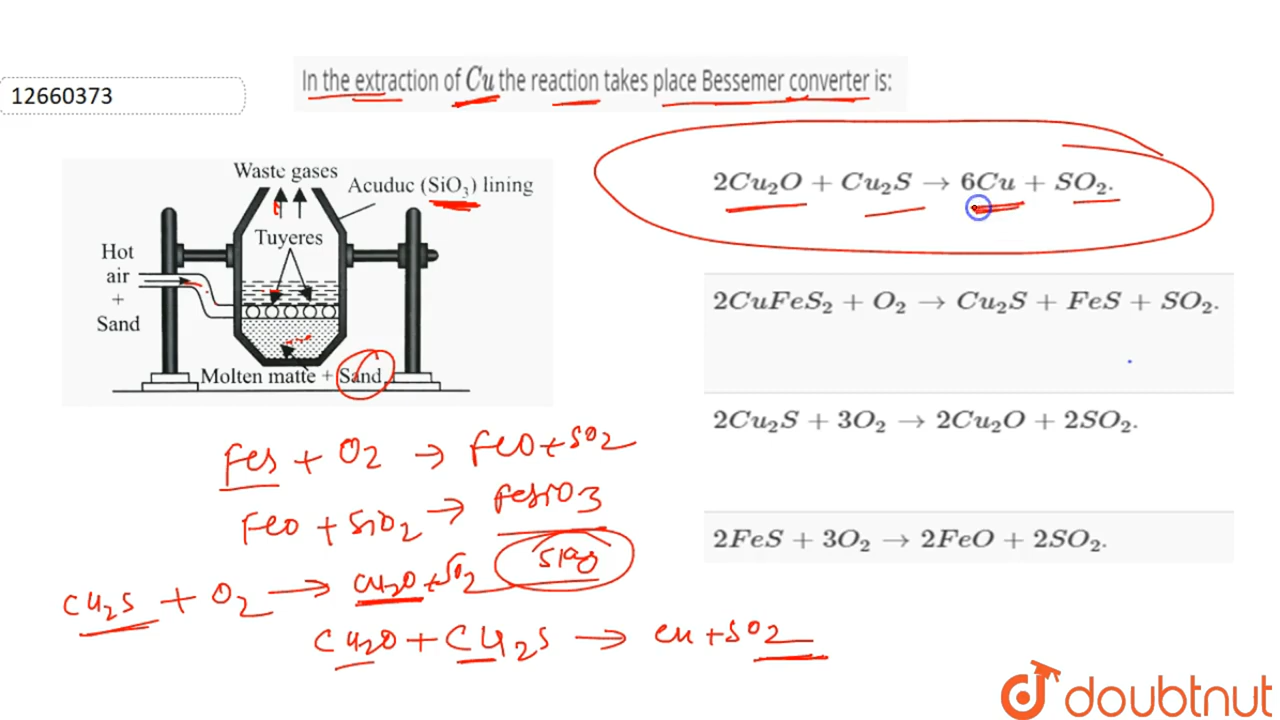 In the extraction of Cu the reaction takes place Bessemer converter is:
12660373
Waste gases
Acuduc (SiO₃) lining
Tuyeres
Hot
air
+
Sand
Molten matte + Sand
2Cu₂O + Cu₂S → 6Cu + SO₂.
2CuFeS₂ + O₂ → Cu₂S + FeS + SO₂.
2Cu₂S + 3O₂ → 2Cu₂O + 2SO₂.
2FeS + 3O₂ → 2FeO + 2SO₂.
FeS + O₂ → FeO + SO₂
FeO + SiO₂ → FeSiO₃
Slag
Cu₂S + O₂ → Cu₂O + SO₂
Cu₂O + Cu₂S → Cu + SO₂
doubtnut